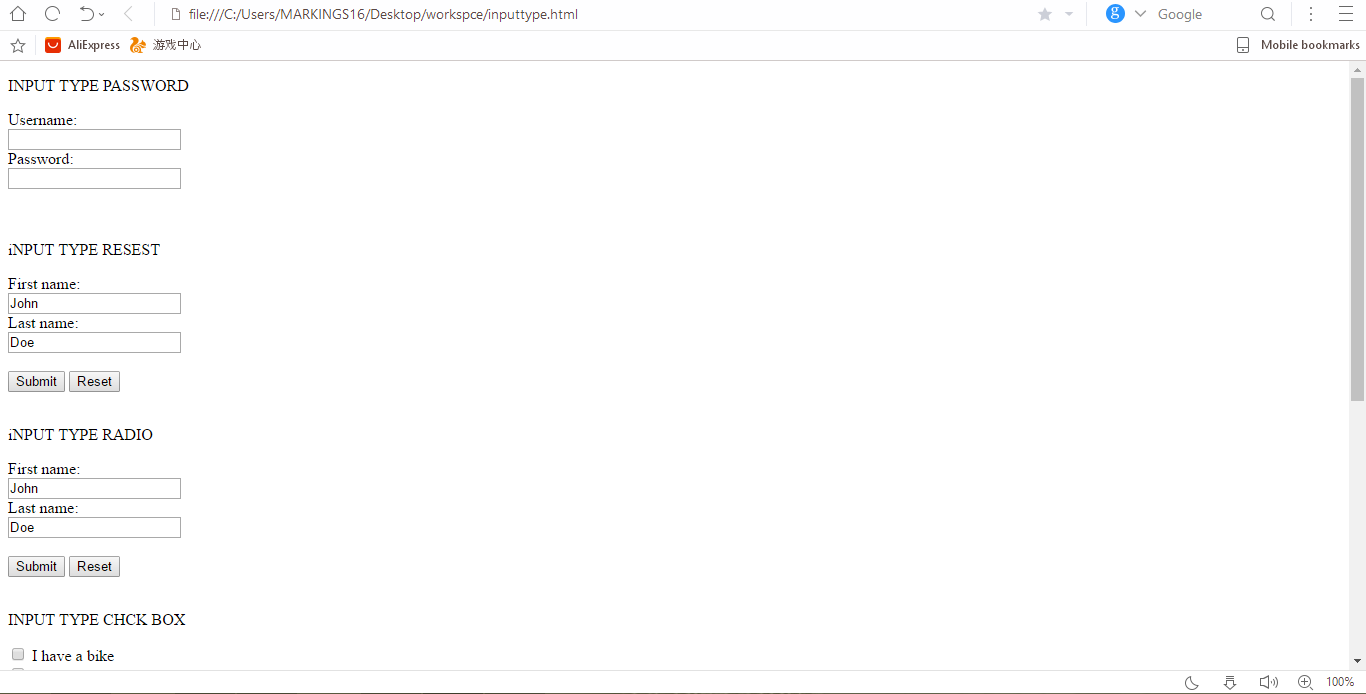 file:///C:/Users/MARKINGS16/Desktop/workspce/inputtype.html
g Google
AliExpress 游戏中心 Mobile bookmarks
INPUT TYPE PASSWORD
Username:
Password:
iNPUT TYPE RESEST
First name:
John
Last name:
Doe
Submit Reset
iNPUT TYPE RADIO
First name:
John
Last name:
Doe
Submit Reset
INPUT TYPE CHCK BOX
I have a bike
100%